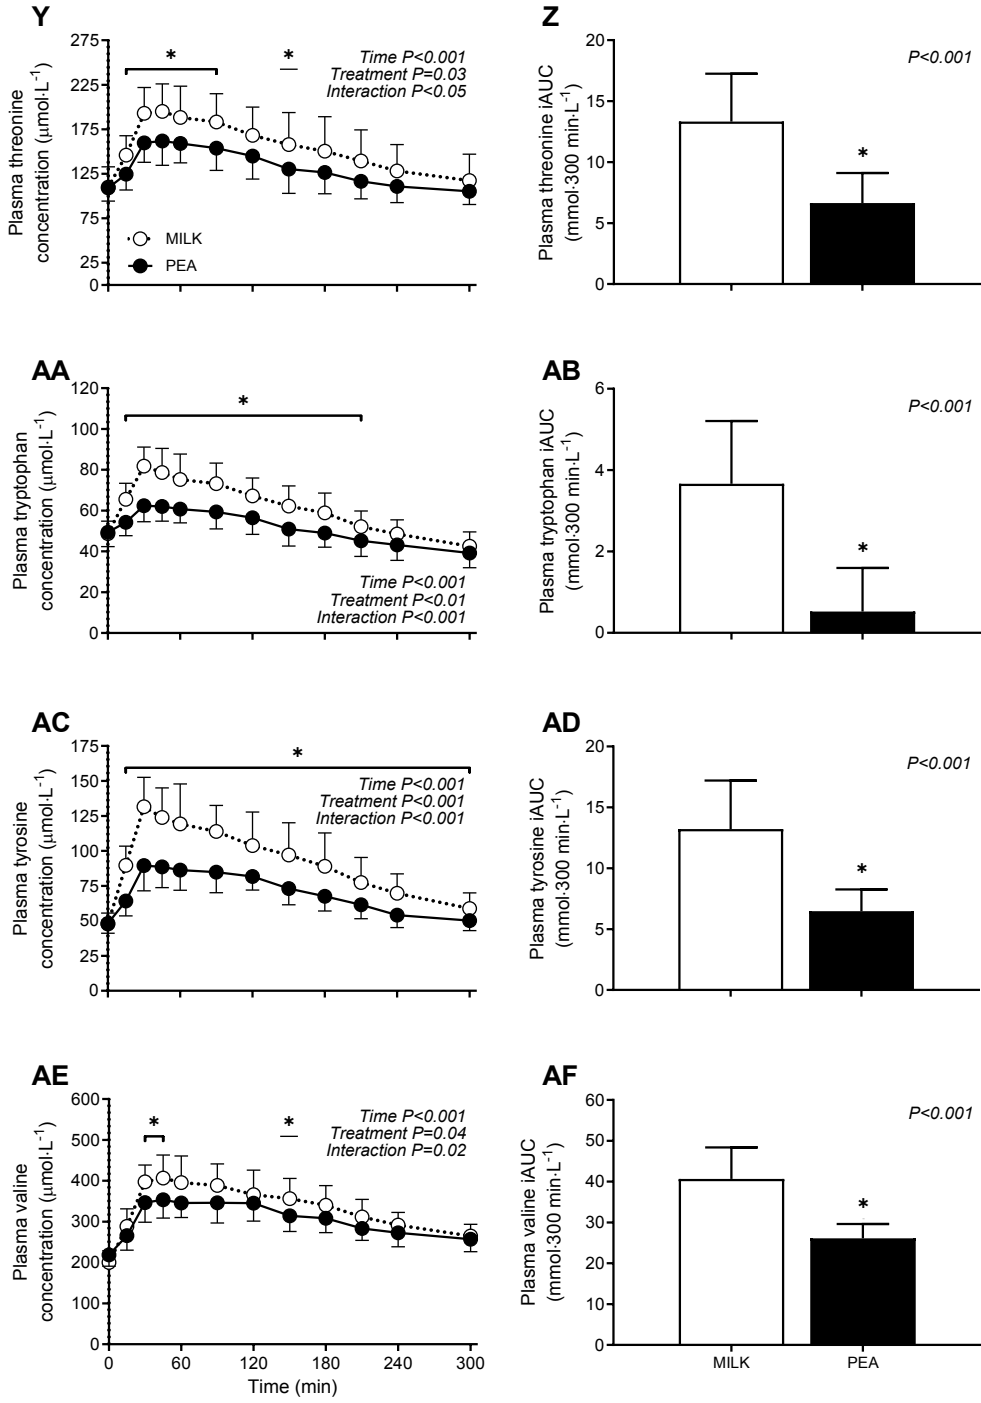 Y
Plasma threonine
concentration (µmol·L⁻¹)
275
225
175
125
75
25
0
*
*
Time P<0.001
Treatment P=0.03
Interaction P<0.05
MILK
PEA
Z
Plasma threonine iAUC
(mmol·300 min·L⁻¹)
20
15
10
5
0
P<0.001
*
AA
Plasma tryptophan
concentration (µmol·L⁻¹)
120
100
80
60
40
20
0
*
Time P<0.001
Treatment P<0.01
Interaction P<0.001
AB
Plasma tryptophan iAUC
(mmol·300 min·L⁻¹)
6
4
2
0
P<0.001
*
AC
Plasma tyrosine
concentration (µmol·L⁻¹)
175
150
125
100
75
50
25
0
*
Time P<0.001
Treatment P<0.001
Interaction P<0.001
AD
Plasma tyrosine iAUC
(mmol·300 min·L⁻¹)
20
15
10
5
0
P<0.001
*
AE
Plasma valine
concentration (µmol·L⁻¹)
600
500
400
300
200
100
0
*
*
Time P<0.001
Treatment P=0.04
Interaction P=0.02
0 60 120 180 240 300
Time (min)
AF
Plasma valine iAUC
(mmol·300 min·L⁻¹)
60
50
40
30
20
10
0
P<0.001
*
MILK PEA